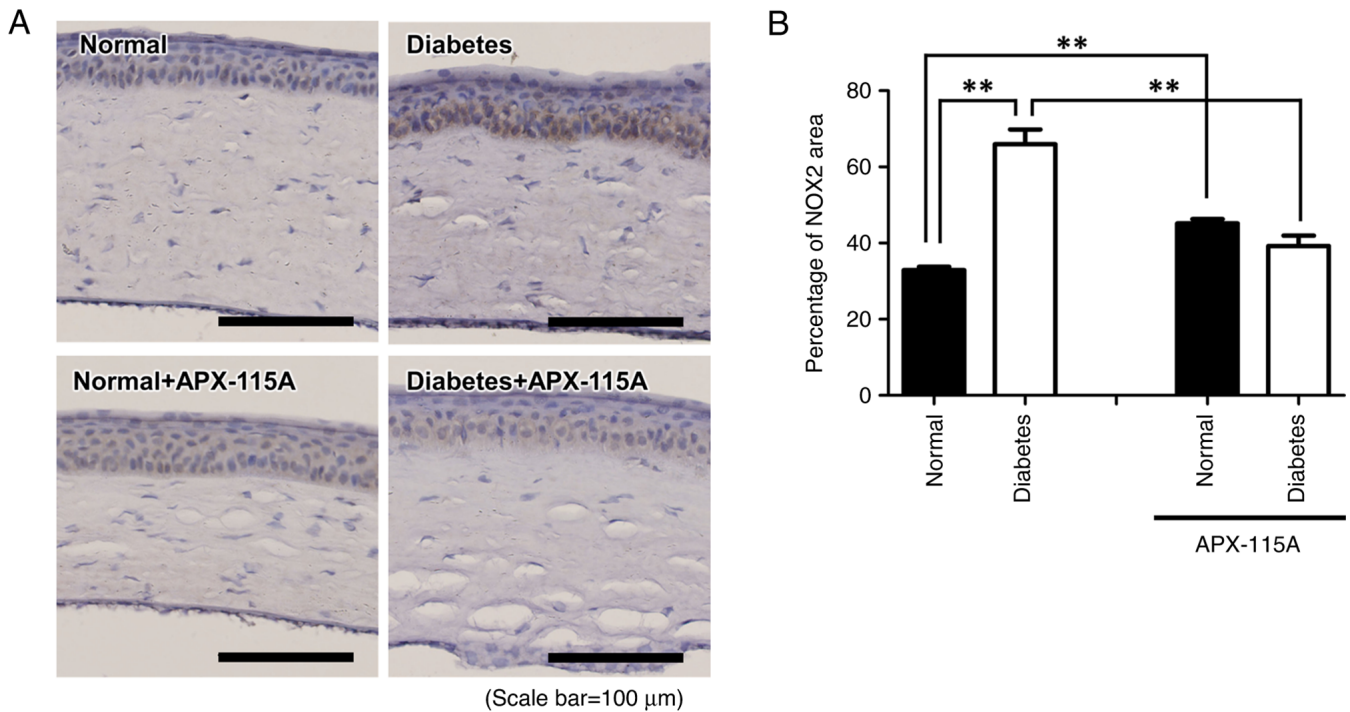 A
Normal
Diabetes
Normal+APX-115A
Diabetes+APX-115A
(Scale bar=100 μm)
B
**
**
**
Percentage of NOX2 area
80
60
40
20
0
Normal
Diabetes
Normal
Diabetes
APX-115A